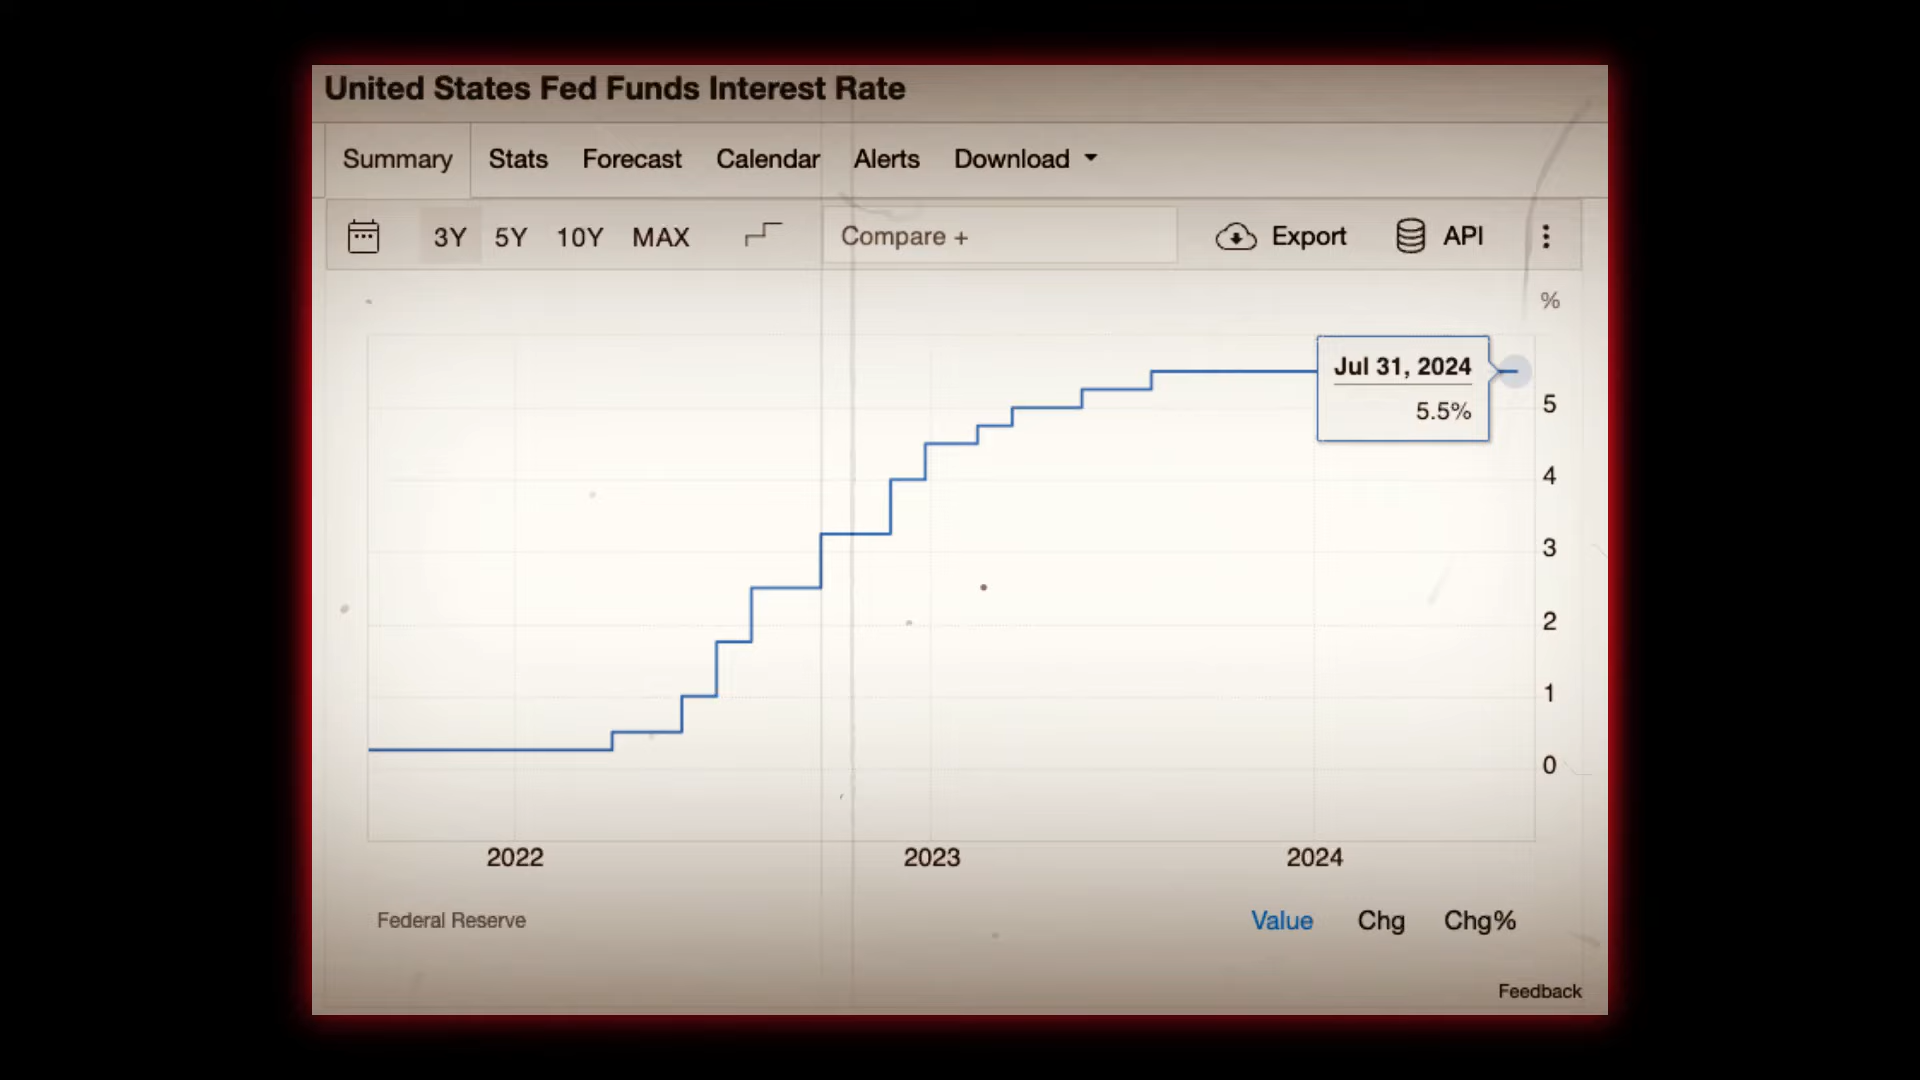 United States Fed Funds Interest Rate
Summary Stats Forecast Calendar Alerts Download
3Y 5Y 10Y MAX Compare + Export API
%
Jul 31, 2024
5.5%
5
4
3
2
1
0
2022 2023 2024
Federal Reserve Value Chg Chg%
Feedback